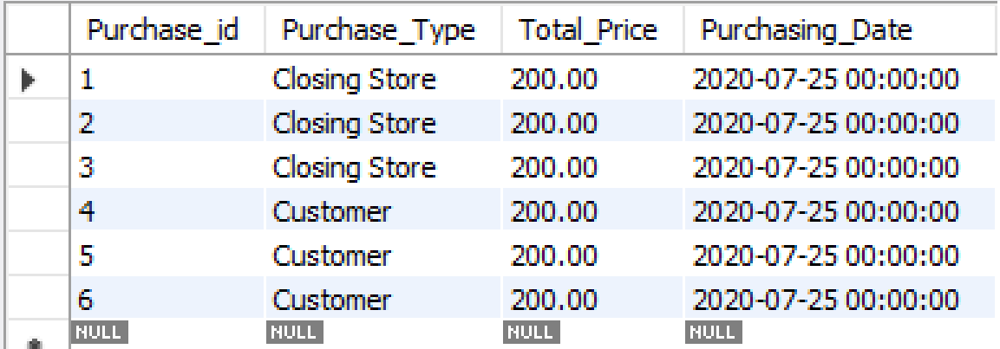 Purchase_id Purchase_Type Total_Price Purchasing_Date
1 Closing Store 200.00 2020-07-25 00:00:00
2 Closing Store 200.00 2020-07-25 00:00:00
3 Closing Store 200.00 2020-07-25 00:00:00
4 Customer 200.00 2020-07-25 00:00:00
5 Customer 200.00 2020-07-25 00:00:00
6 Customer 200.00 2020-07-25 00:00:00
NULL NULL NULL NULL